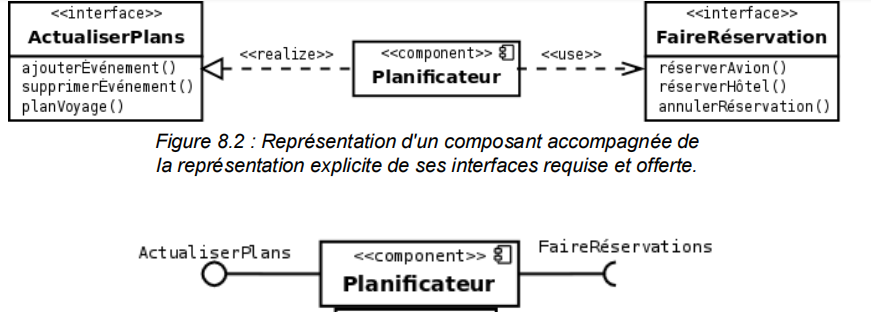 <<interface>>
ActualiserPlans
ajouterÉvénement()
supprimerÉvénement()
planVoyage()
<<realize>>
<<component>>
Planificateur
<<use>>
<<interface>>
FaireRéservation
réserverAvion()
réserverHôtel()
annulerRéservation()
Figure 8.2 : Représentation d'un composant accompagnée de
la représentation explicite de ses interfaces requise et offerte.
ActualiserPlans
<<component>>
Planificateur
FaireRéservations